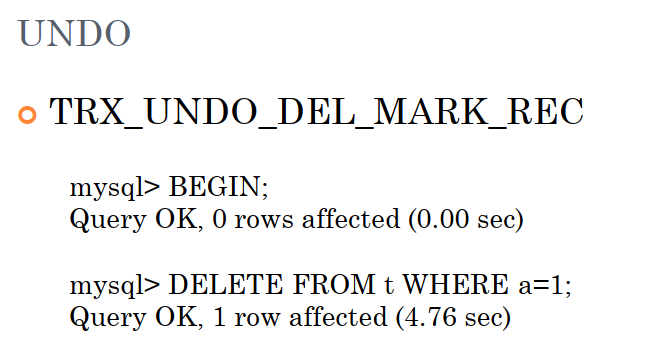 UNDO
TRX_UNDO_DEL_MARK_REC
mysql> BEGIN;
Query OK, 0 rows affected (0.00 sec)
mysql> DELETE FROM t WHERE a=1;
Query OK, 1 row affected (4.76 sec)